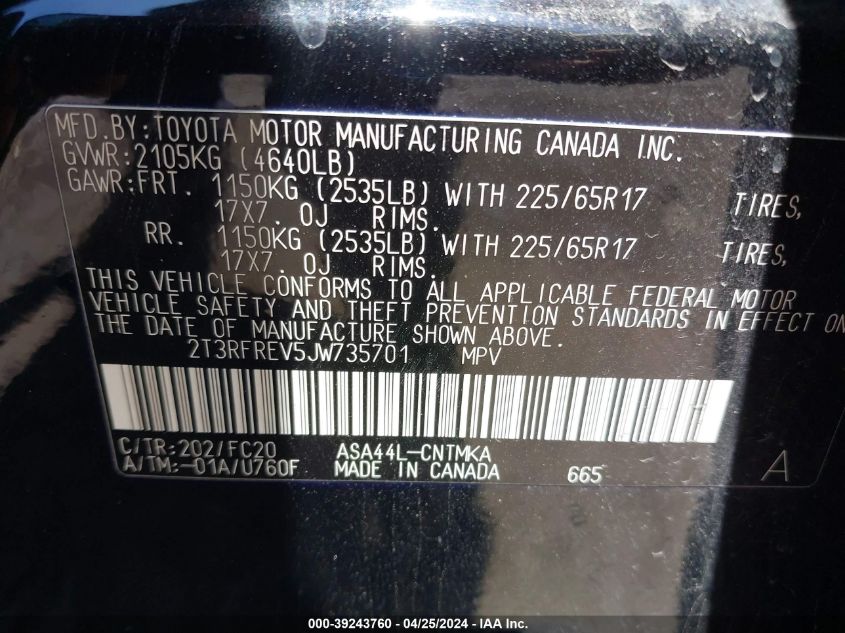 MFD.BY:TOYOTA MOTOR MANUFACTURING CANADA INC.
GVWR:2105KG (4640LB)
GAWR:FRT. 1150KG (2535LB) WITH 225/65R17 TIRES,
17X7.0J RIMS.
RR. 1150KG (2535LB) WITH 225/65R17 TIRES,
17X7.0J RIMS.
THIS VEHICLE CONFORMS TO ALL APPLICABLE FEDERAL MOTOR
VEHICLE SAFETY AND THEFT PREVENTION STANDARDS IN EFFECT ON
THE DATE OF MANUFACTURE SHOWN ABOVE.
2T3RFREV5JW735701 MPV
C/TR:202/FC20 ASA44L-CNTMKA
A/TM:-01A/U760F MADE IN CANADA 665 A
000-39243760 - 04/25/2024 - IAA Inc.